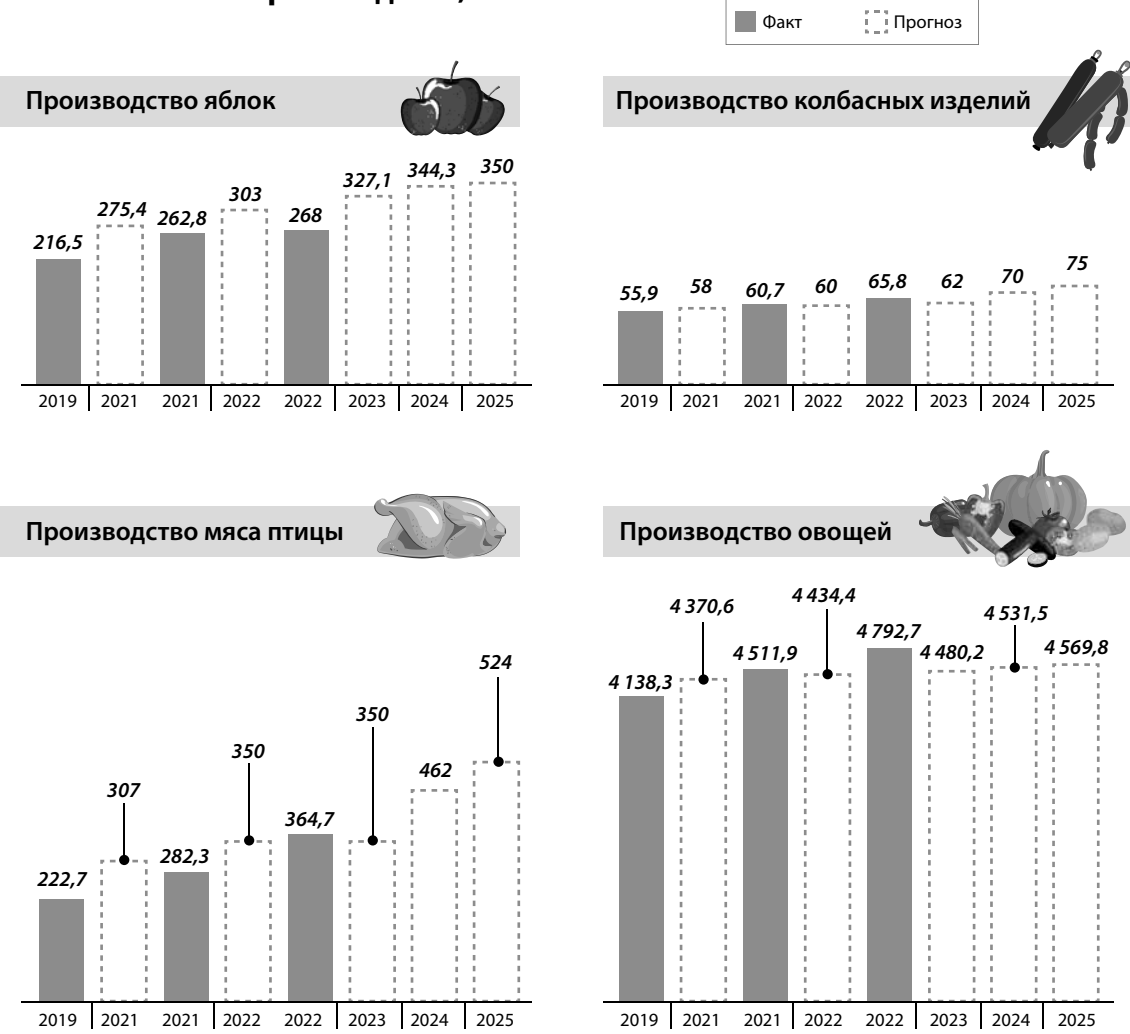 Факт Прогноз
Производство яблок
216,5 275,4 262,8 303 268 327,1 344,3 350
2019 2021 2021 2022 2022 2023 2024 2025
Производство колбасных изделий
55,9 58 60,7 60 65,8 62 70 75
2019 2021 2021 2022 2022 2023 2024 2025
Производство мяса птицы
222,7 307 282,3 350 364,7 350 462 524
2019 2021 2021 2022 2022 2023 2024 2025
Производство овощей
4 138,3 4 370,6 4 511,9 4 434,4 4 792,7 4 480,2 4 531,5 4 569,8
2019 2021 2021 2022 2022 2023 2024 2025